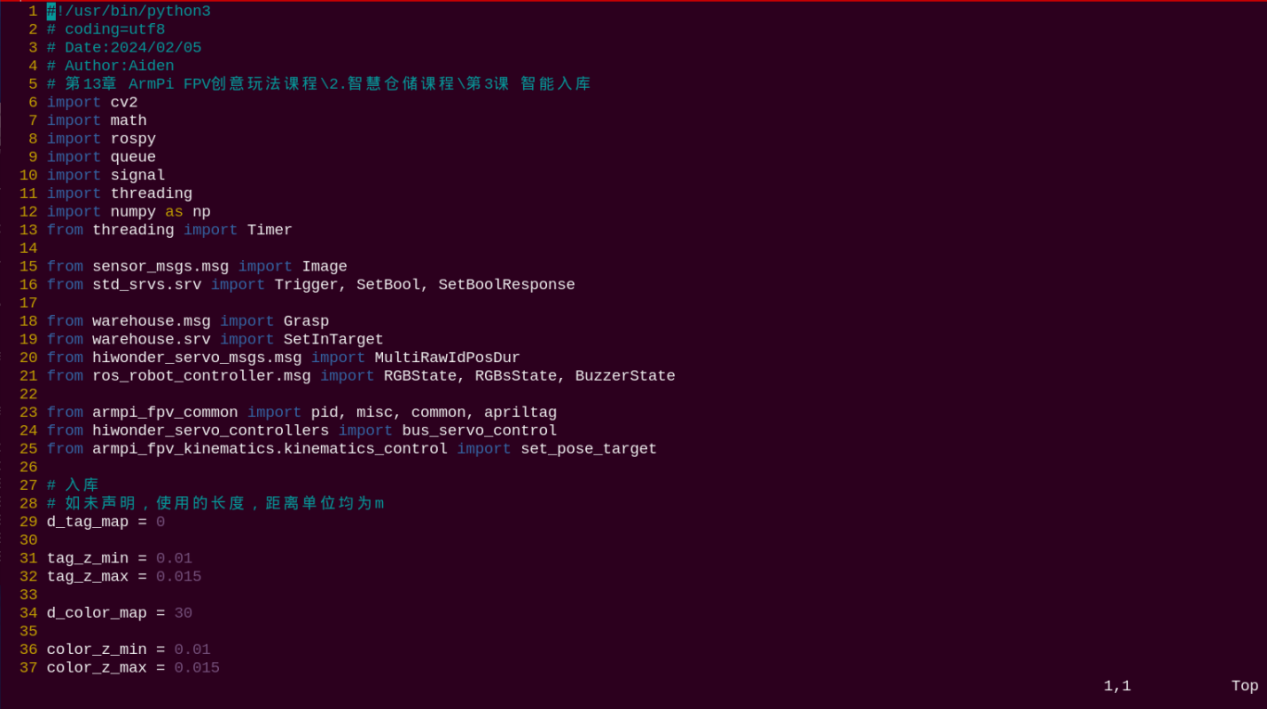 1 #!/usr/bin/python3
2 # coding=utf8
3 # Date:2024/02/05
4 # Author:Aiden
5 # 第13章 ArmPi FPV创意玩法课程\2.智慧仓储课程\第3课 智能入库
6 import cv2
7 import math
8 import rospy
9 import queue
10 import signal
11 import threading
12 import numpy as np
13 from threading import Timer
14
15 from sensor_msgs.msg import Image
16 from std_srvs.srv import Trigger, SetBool, SetBoolResponse
17
18 from warehouse.msg import Grasp
19 from warehouse.srv import SetInTarget
20 from hiwonder_servo_msgs.msg import MultiRawIdPosDur
21 from ros_robot_controller.msg import RGBState, RGBsState, BuzzerState
22
23 from armpi_fpv_common import pid, misc, common, apriltag
24 from hiwonder_servo_controllers import bus_servo_control
25 from armpi_fpv_kinematics.kinematics_control import set_pose_target
26
27 # 入库
28 # 如未声明，使用的长度，距离单位均为m
29 d_tag_map = 0
30
31 tag_z_min = 0.01
32 tag_z_max = 0.015
33
34 d_color_map = 30
35
36 color_z_min = 0.01
37 color_z_max = 0.015
1,1 Top